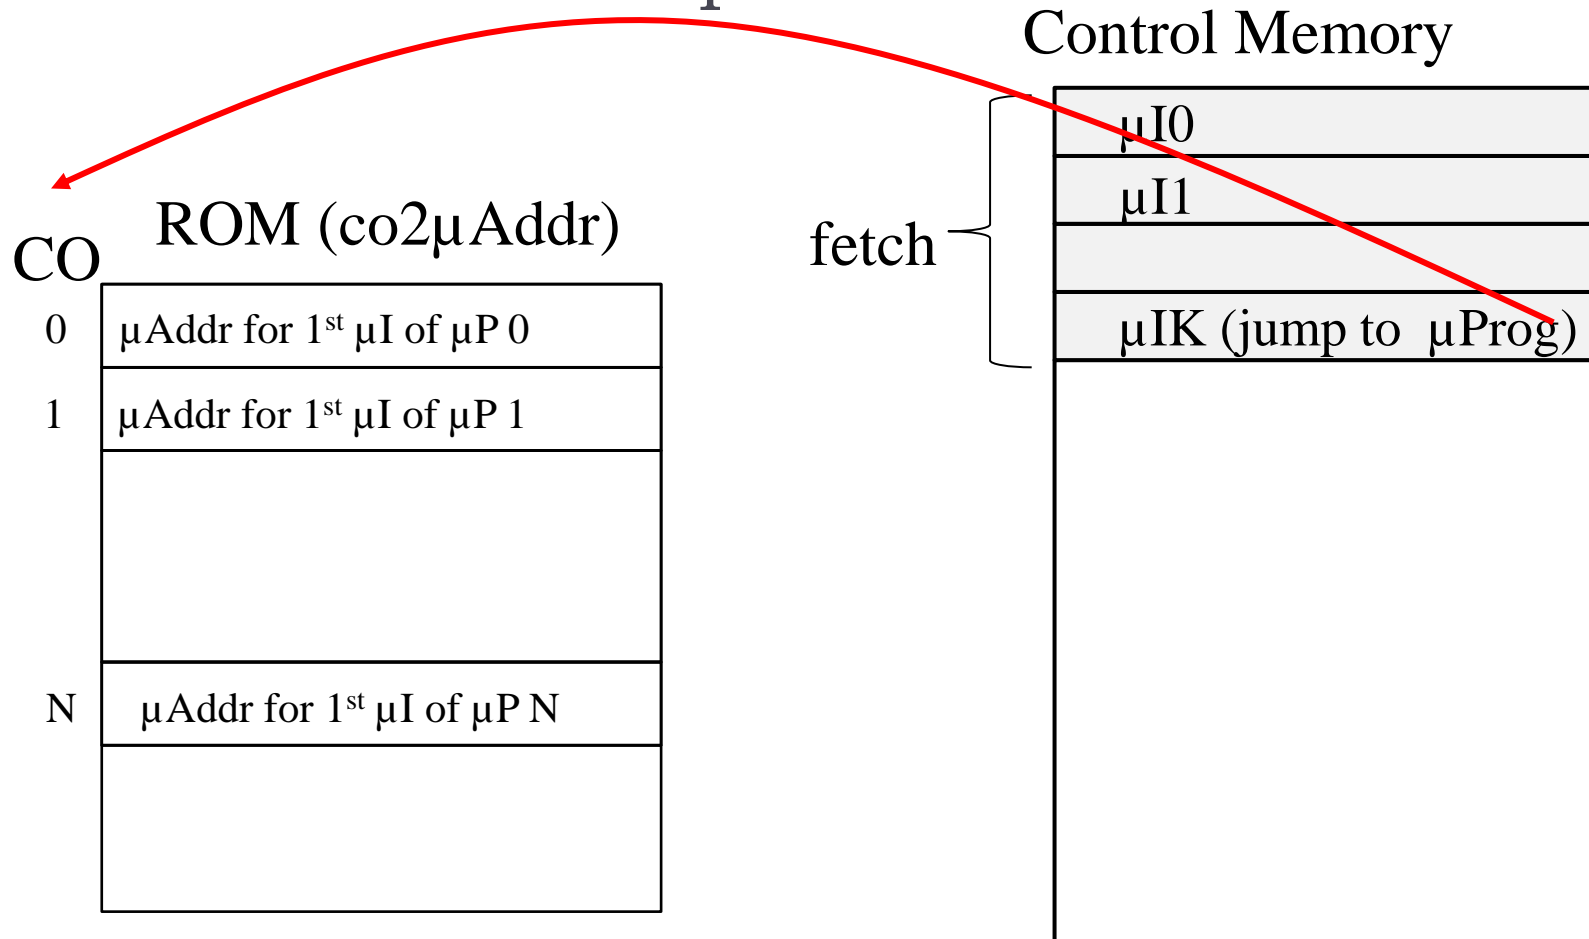 Control Memory
µI0
µI1
fetch
µIK (jump to µProg)
ROM (co2µAddr)
CO
0 µAddr for 1st µI of µP 0
1 µAddr for 1st µI of µP 1
N µAddr for 1st µI of µP N